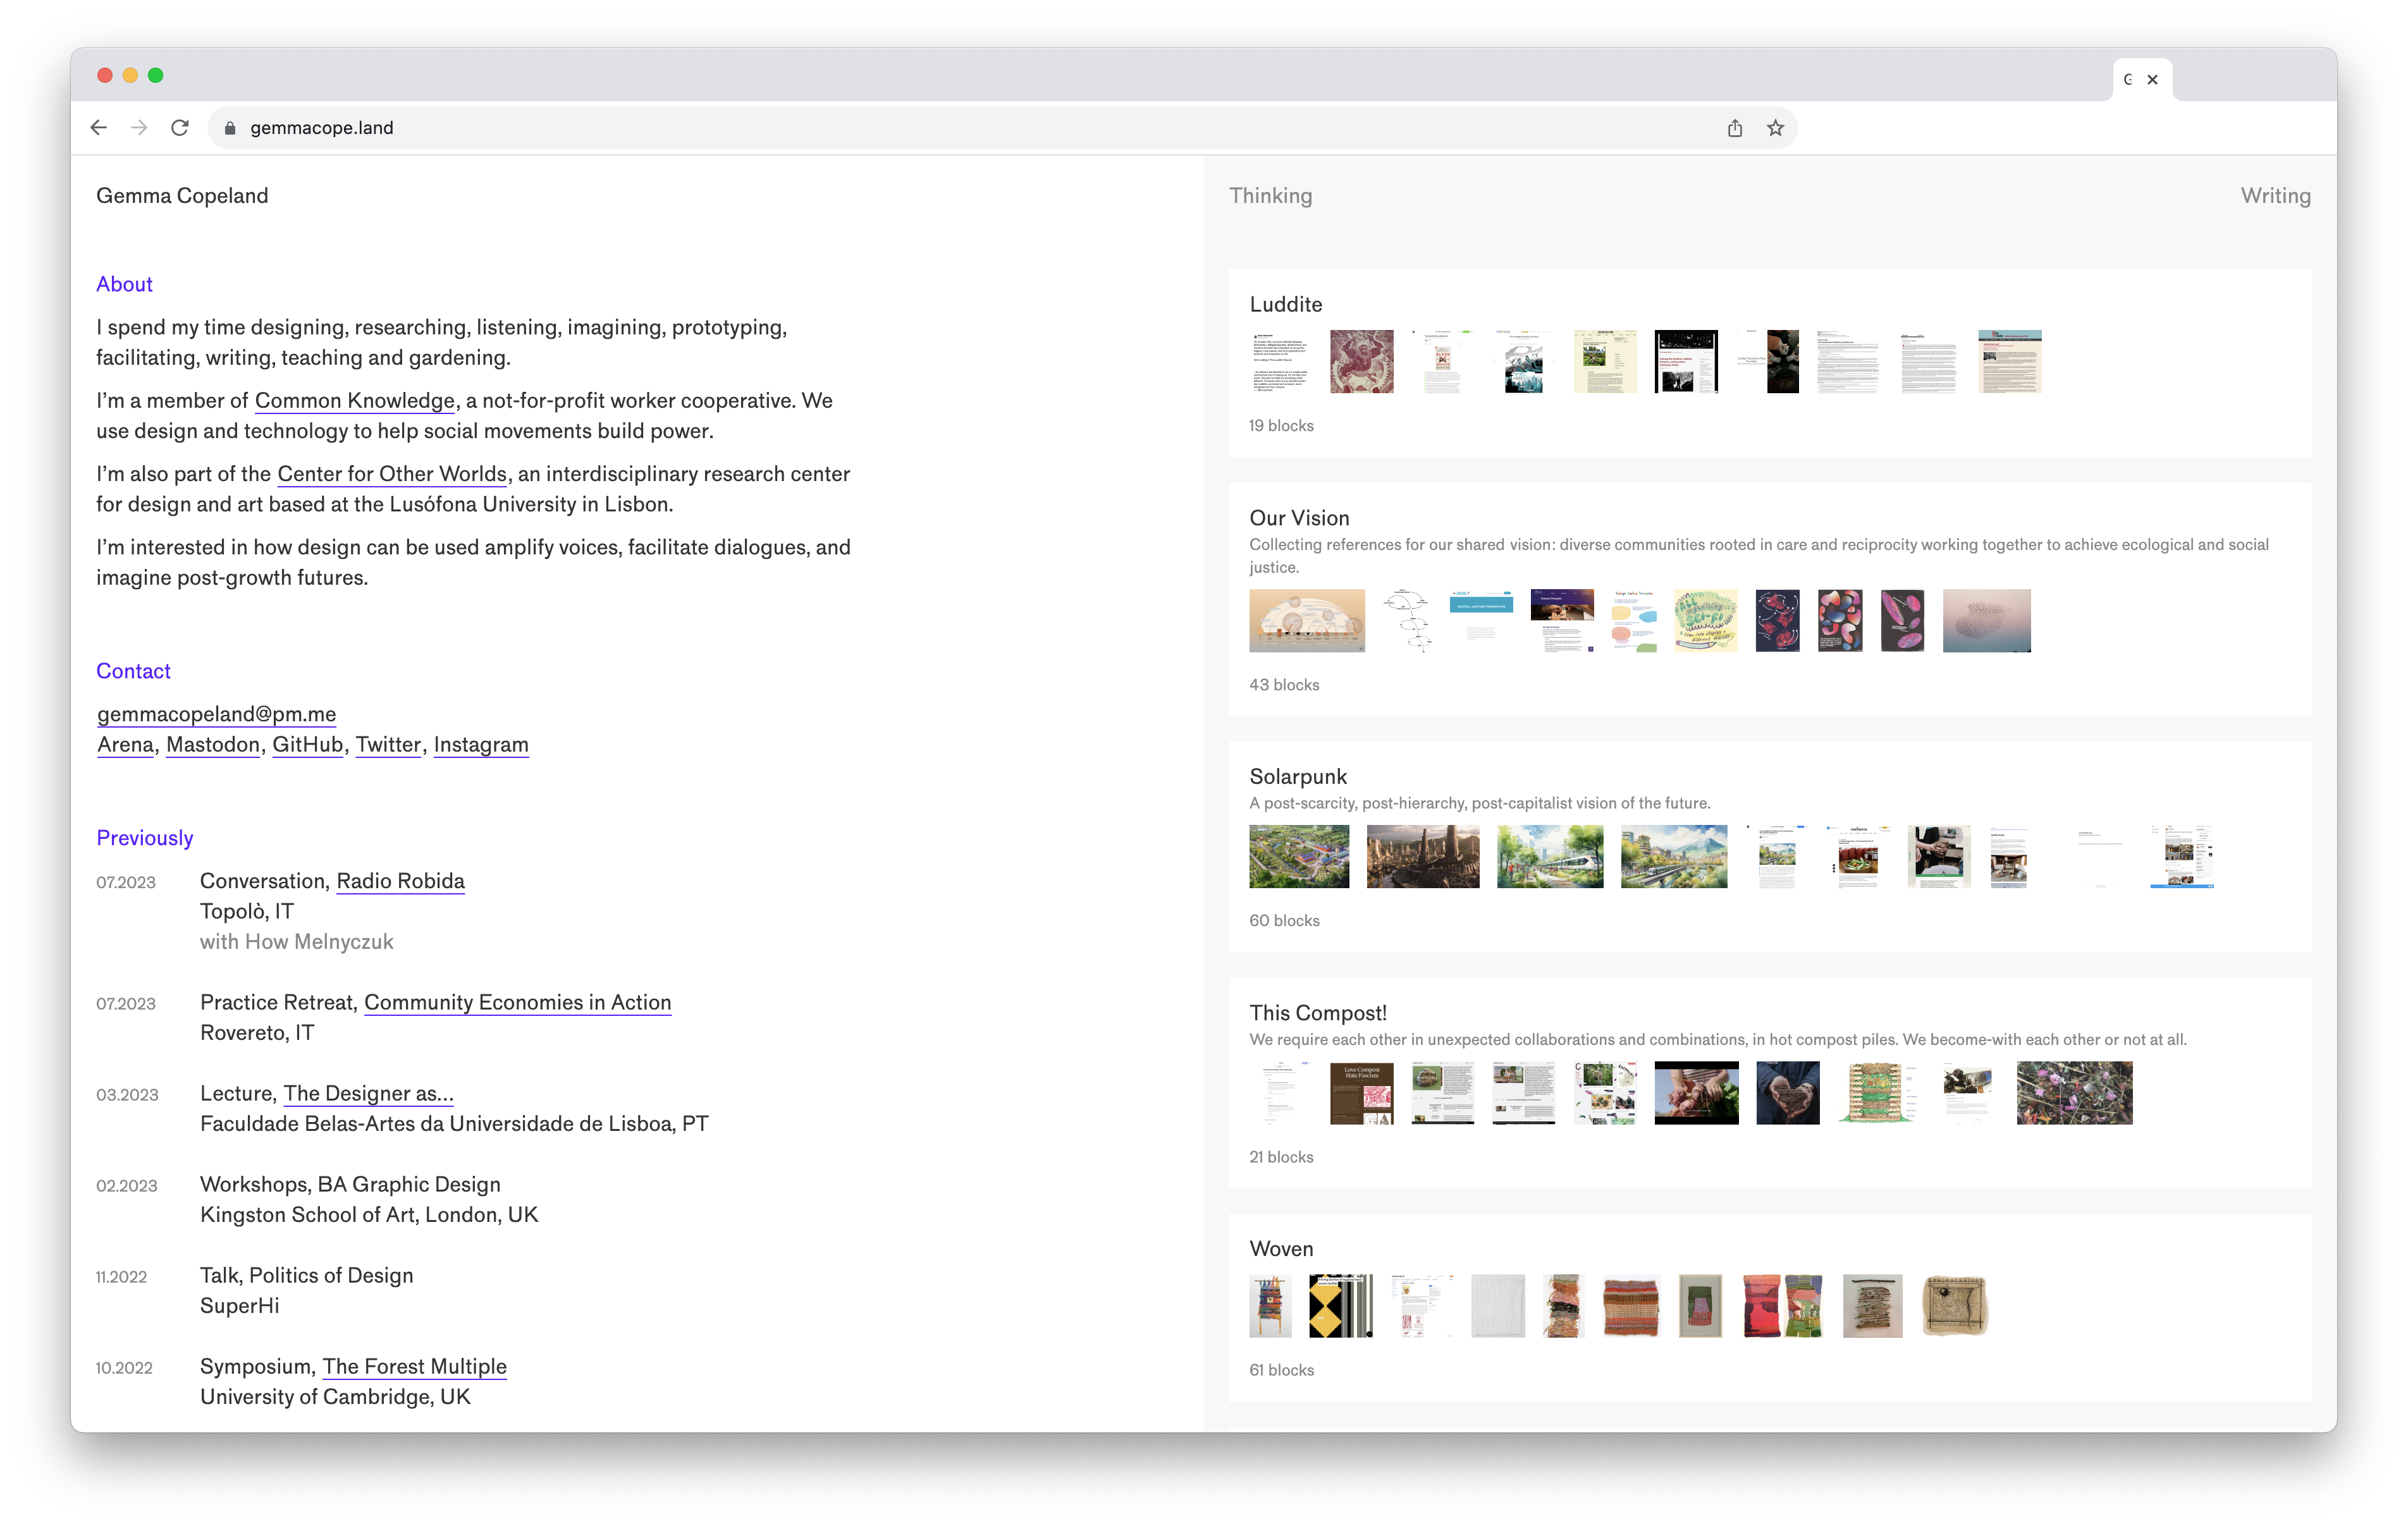 G
gemmacope.land
Gemma Copeland
About
I spend my time designing, researching, listening, imagining, prototyping,
facilitating, writing, teaching and gardening.
I’m a member of Common Knowledge, a not-for-profit worker cooperative. We
use design and technology to help social movements build power.
I’m also part of the Center for Other Worlds, an interdisciplinary research center
for design and art based at the Lusófona University in Lisbon.
I’m interested in how design can be used amplify voices, facilitate dialogues, and
imagine post-growth futures.
Contact
gemmacopeland@pm.me
Arena, Mastodon, GitHub, Twitter, Instagram
Previously
07.2023 Conversation, Radio Robida
Topolò, IT
with How Melnyczuk
07.2023 Practice Retreat, Community Economies in Action
Rovereto, IT
03.2023 Lecture, The Designer as...
Faculdade Belas-Artes da Universidade de Lisboa, PT
02.2023 Workshops, BA Graphic Design
Kingston School of Art, London, UK
11.2022 Talk, Politics of Design
SuperHi
10.2022 Symposium, The Forest Multiple
University of Cambridge, UK
Thinking
Writing
Luddite
19 blocks
Our Vision
Collecting references for our shared vision: diverse communities rooted in care and reciprocity working together to achieve ecological and social
justice.
43 blocks
Solarpunk
A post-scarcity, post-hierarchy, post-capitalist vision of the future.
60 blocks
This Compost!
We require each other in unexpected collaborations and combinations, in hot compost piles. We become-with each other or not at all.
Love Compost
Hate Fascism
21 blocks
Woven
61 blocks